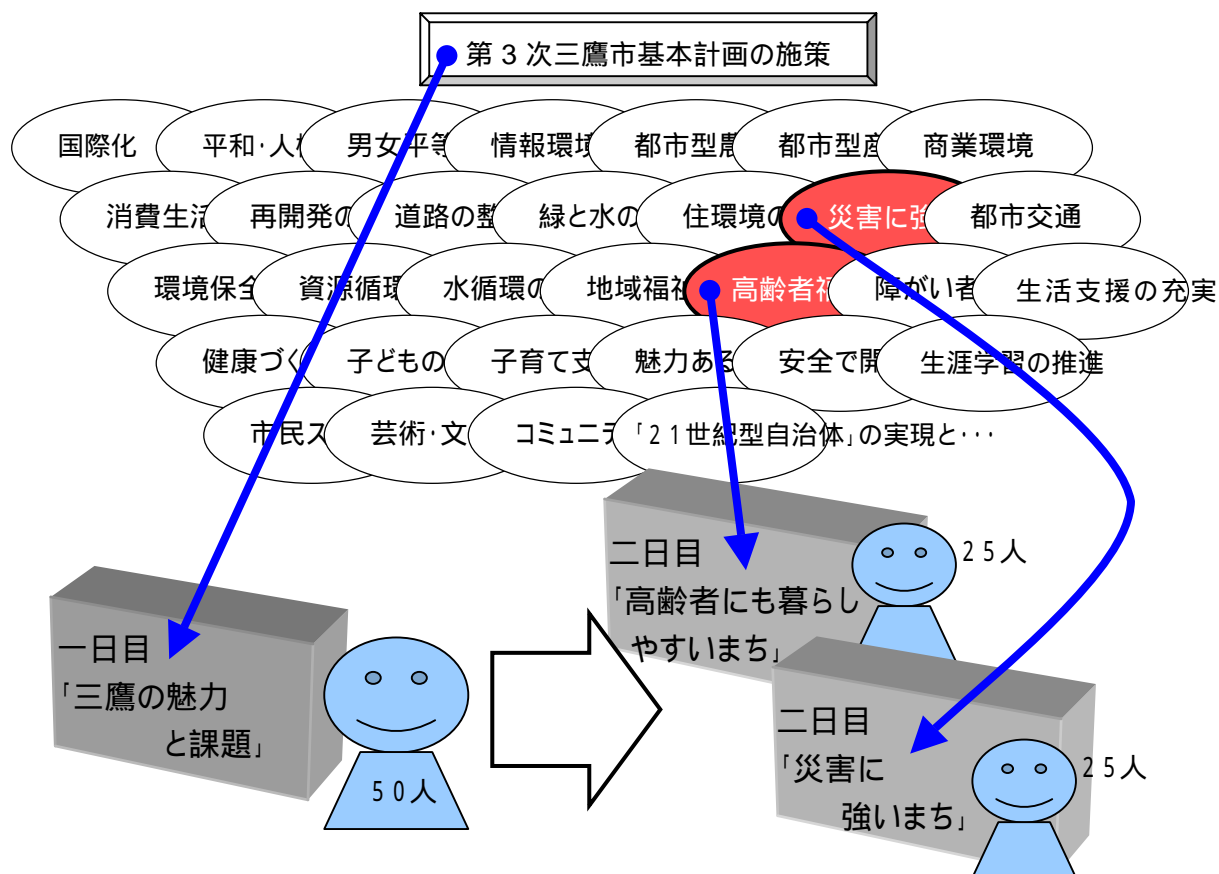 第3次三鷹市基本計画の施策
国際化 平和・人 男女平等 情報環境 都市型農 都市型産 商業環境
消費生活 再開発の 道路の整 緑と水の 住環境の 災害に強 都市交通
環境保全 資源循環 水循環の 地域福祉 高齢者福 障がい者 生活支援の充実
健康づく 子どもの 子育て支 魅力ある 安全で開 生涯学習の推進
市民ス 芸術・文 コミュニテ 「21世紀型自治体」の実現と・・・
一日目
「三鷹の魅力
と課題」
50人
二日目
「高齢者にも暮らし
やすいまち」
25人
二日目
「災害に
強いまち」
25人